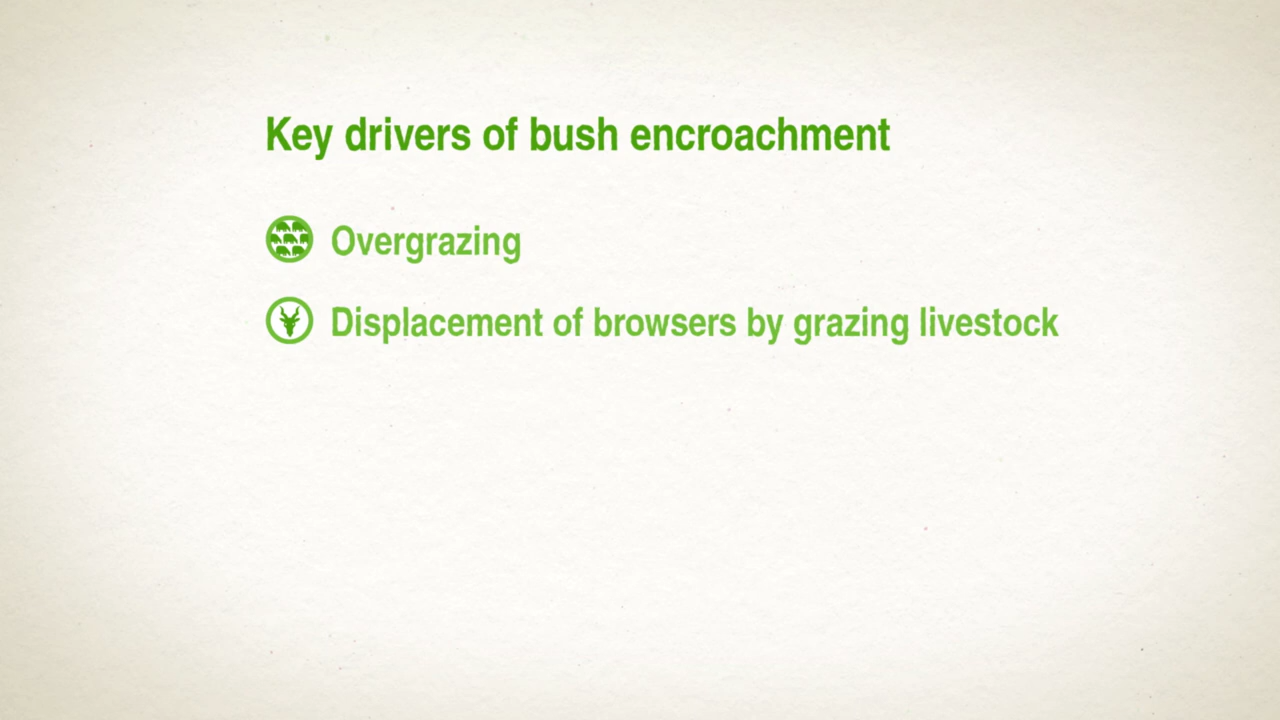 Key drivers of bush encroachment
Overgrazing
Displacement of browsers by grazing livestock